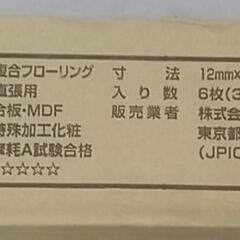 複合フローリング 寸法 12mm×
直張用 入り数 6枚(3
合板・MDF 販売業者 株式会
特殊加工化粧 東京都
摩耗A試験合格 (JPIC
☆☆☆☆